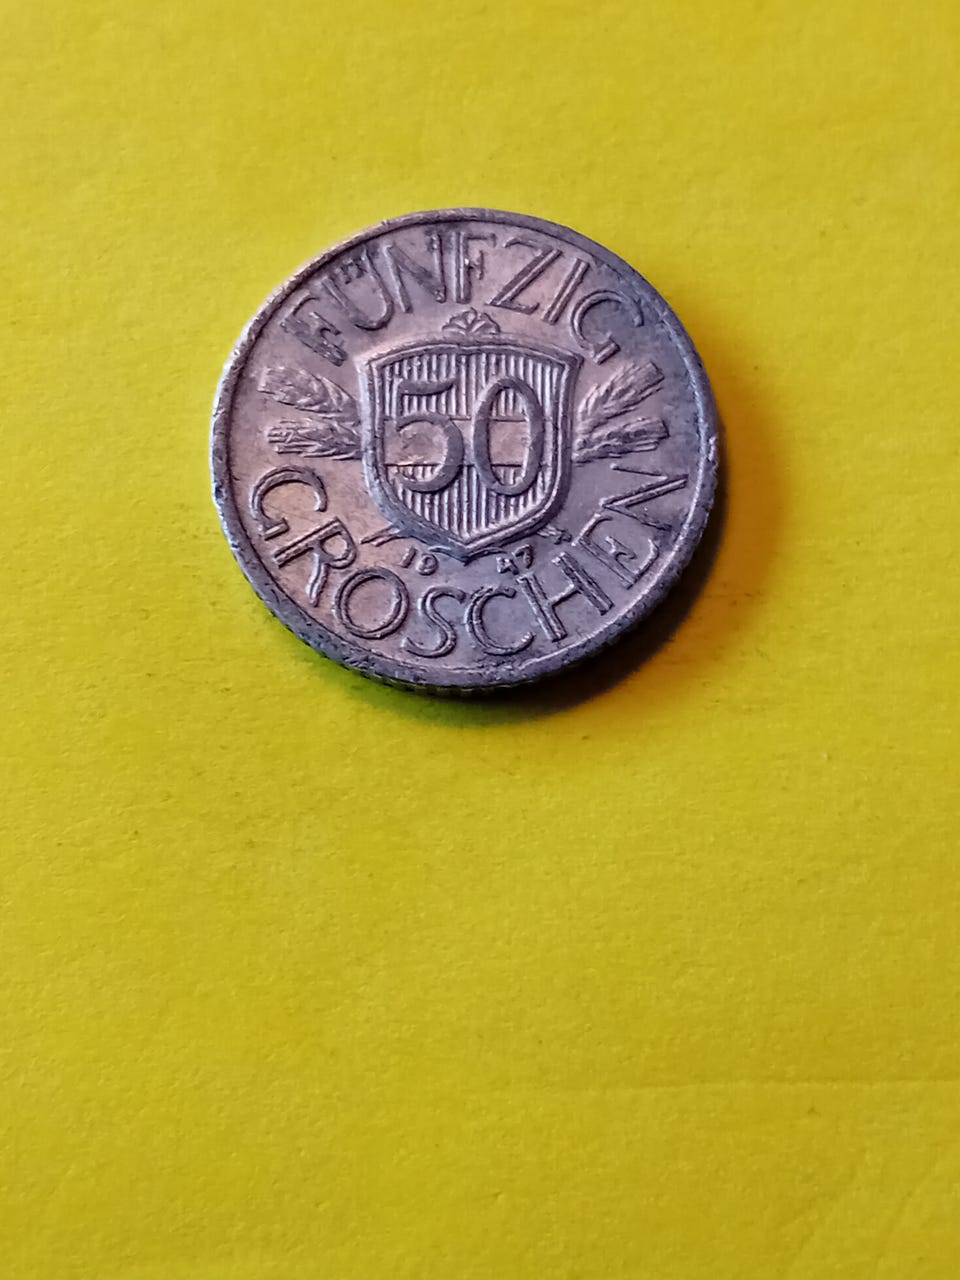 FÜNFZIG
50
1947
GROSCHEN